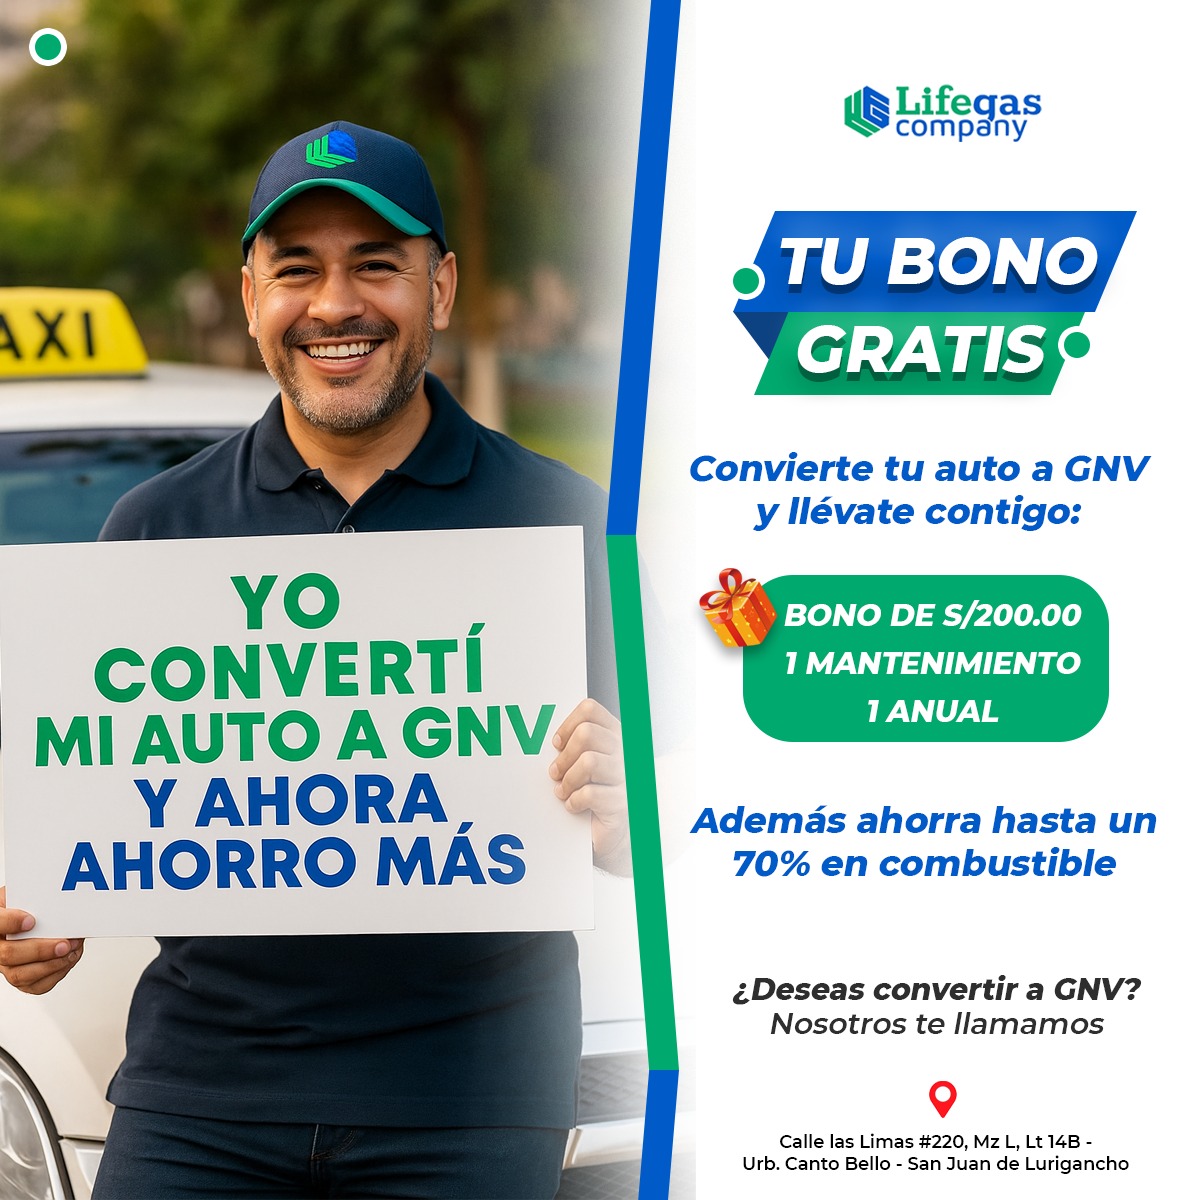 AXI
YO
CONVERTÍ
MI AUTO A GNV
Y AHORA
AHORRO MÁS
Lifegas
company
TU BONO
GRATIS
Convierte tu auto a GNV
y llévate contigo:
BONO DE S/200.00
1 MANTENIMIENTO
1 ANUAL
Además ahorra hasta un
70% en combustible
¿Deseas convertir a GNV?
Nosotros te llamamos
Calle las Limas #220, Mz L, Lt 14B -
Urb. Canto Bello - San Juan de Lurigancho